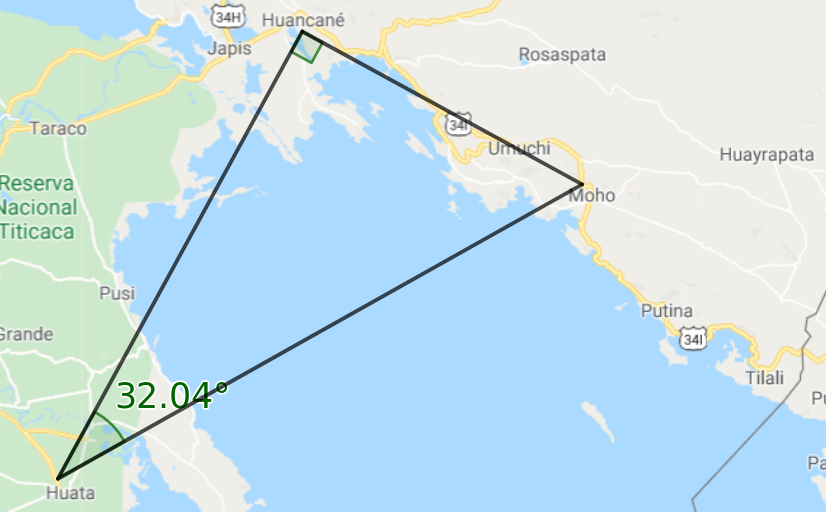 34H
Huancané
Japis
Rosaspata
Taraco
34I
Umuchi
Huayrapata
Reserva
Nacional
Titicaca
Moho
Pusi
Putina
Grande
34I
Tilali
32.04°
Huata